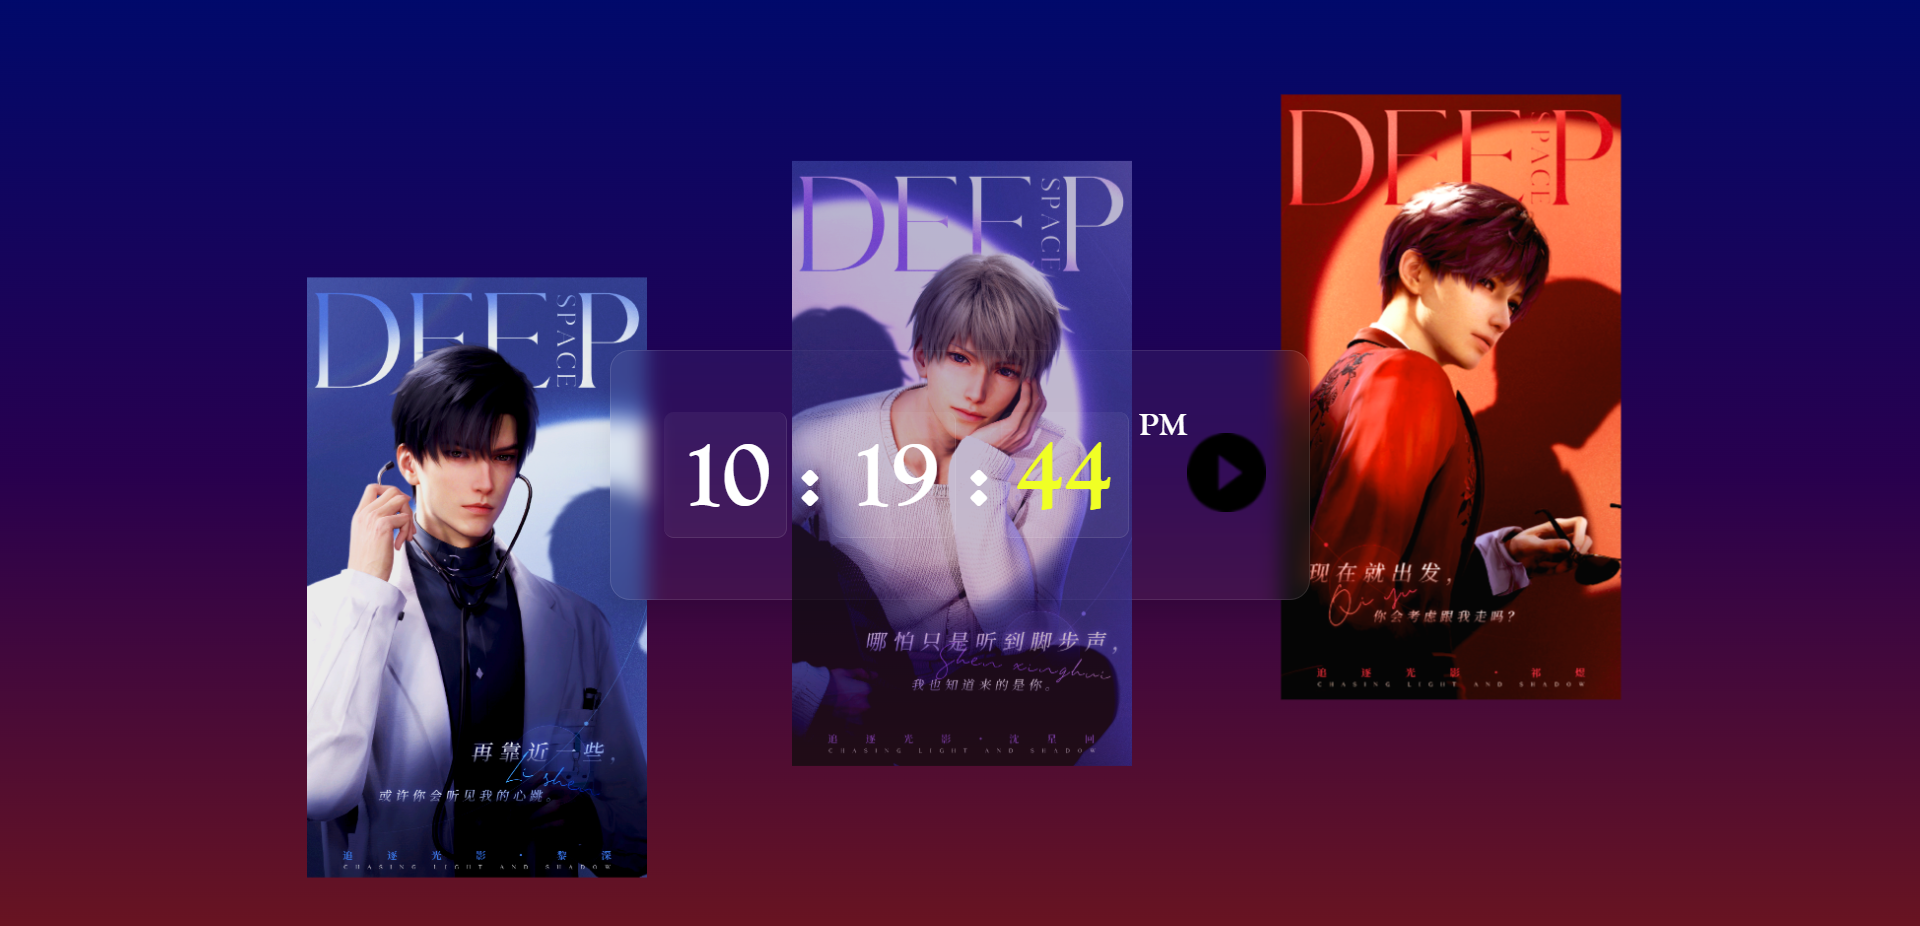 DEEP
SPACE
再靠近一些，
Li shen
或许你会听见我的心跳。
追逐光影·黎深
CHASING LIGHT AND SHADOW
DEEP
SPACE
哪怕只是听到脚步声，
Shen xinghui
我也知道来的是你。
追逐光影·沈星回
CHASING LIGHT AND SHADOW
10:19:44 PM
DEEP
SPACE
现在就出发，
Qi yu
你会考虑跟我走吗？
追逐光影·祁煜
CHASING LIGHT AND SHADOW